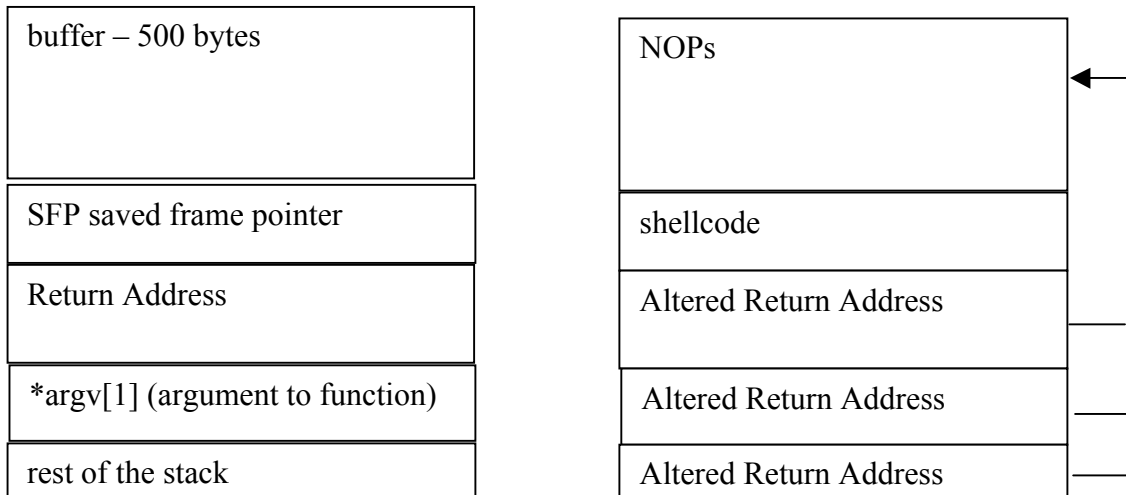 buffer – 500 bytes
SFP saved frame pointer
Return Address
*argv[1] (argument to function)
rest of the stack
NOPs
shellcode
Altered Return Address
Altered Return Address
Altered Return Address